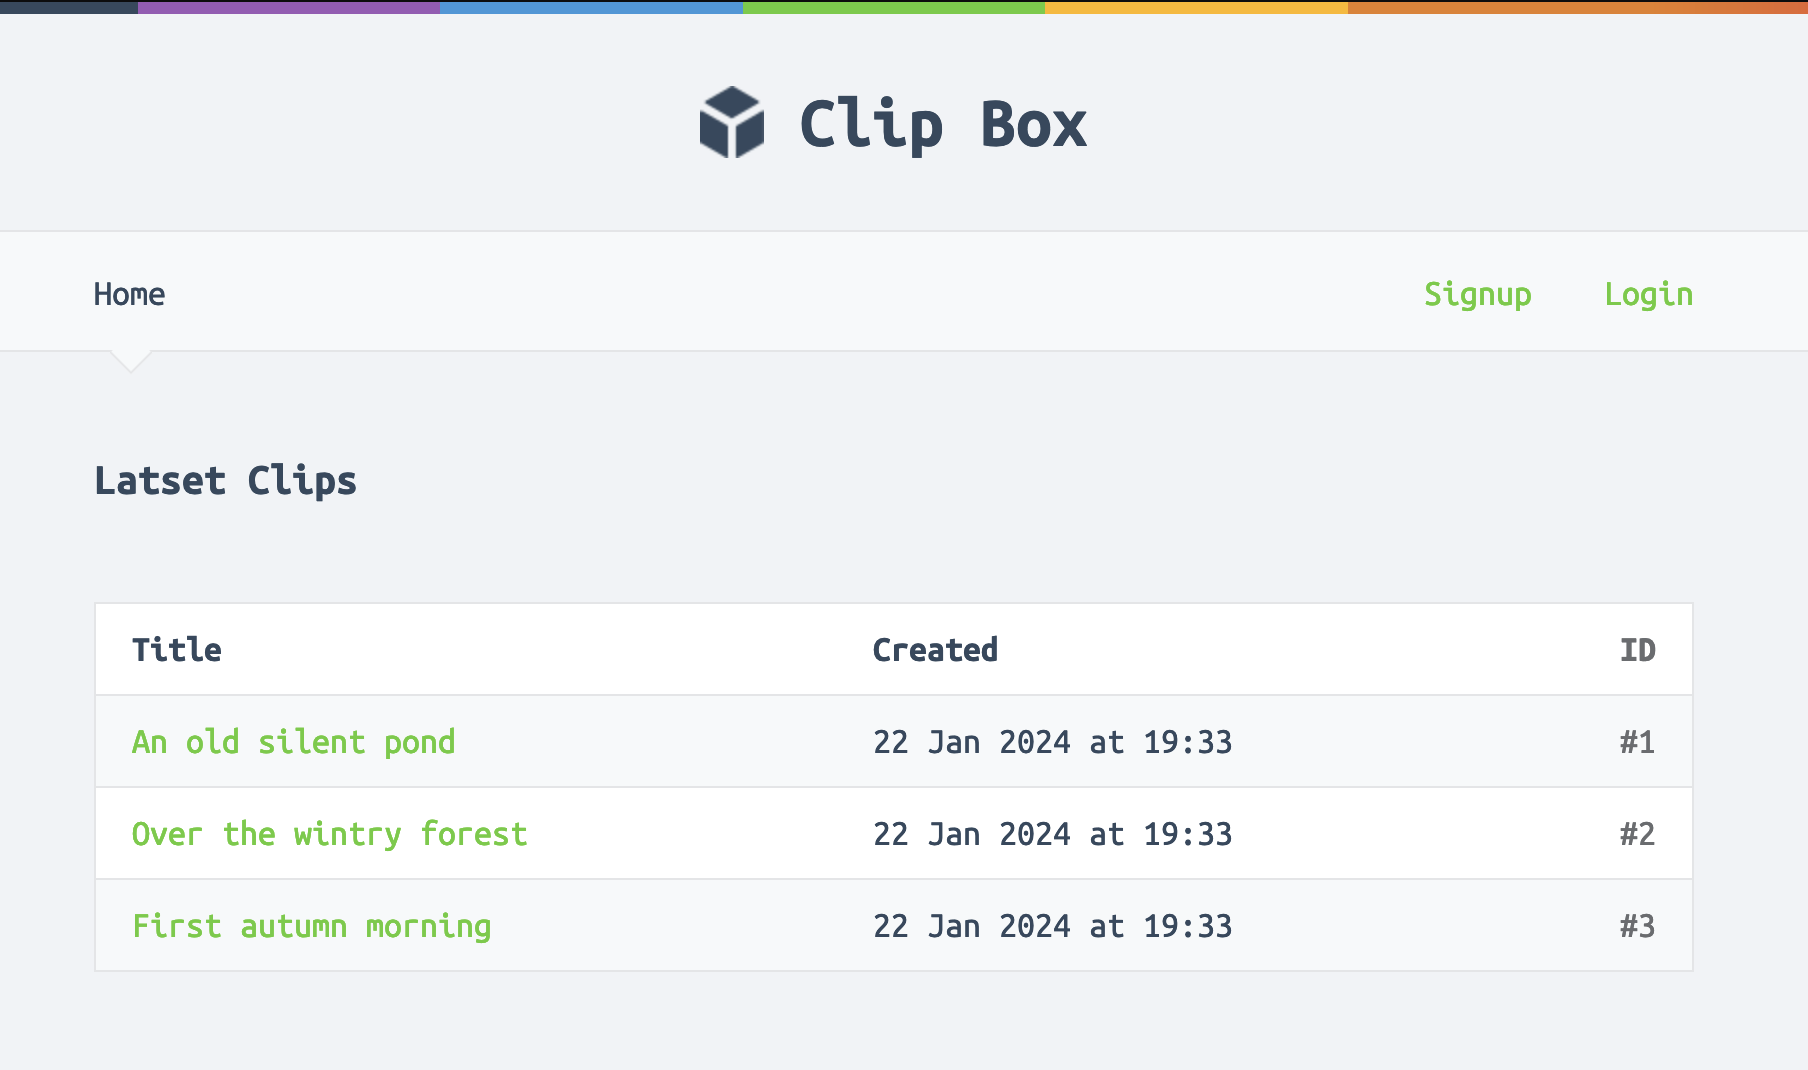 Clip Box
Home Signup Login
Latset Clips
Title Created ID
An old silent pond 22 Jan 2024 at 19:33 #1
Over the wintry forest 22 Jan 2024 at 19:33 #2
First autumn morning 22 Jan 2024 at 19:33 #3